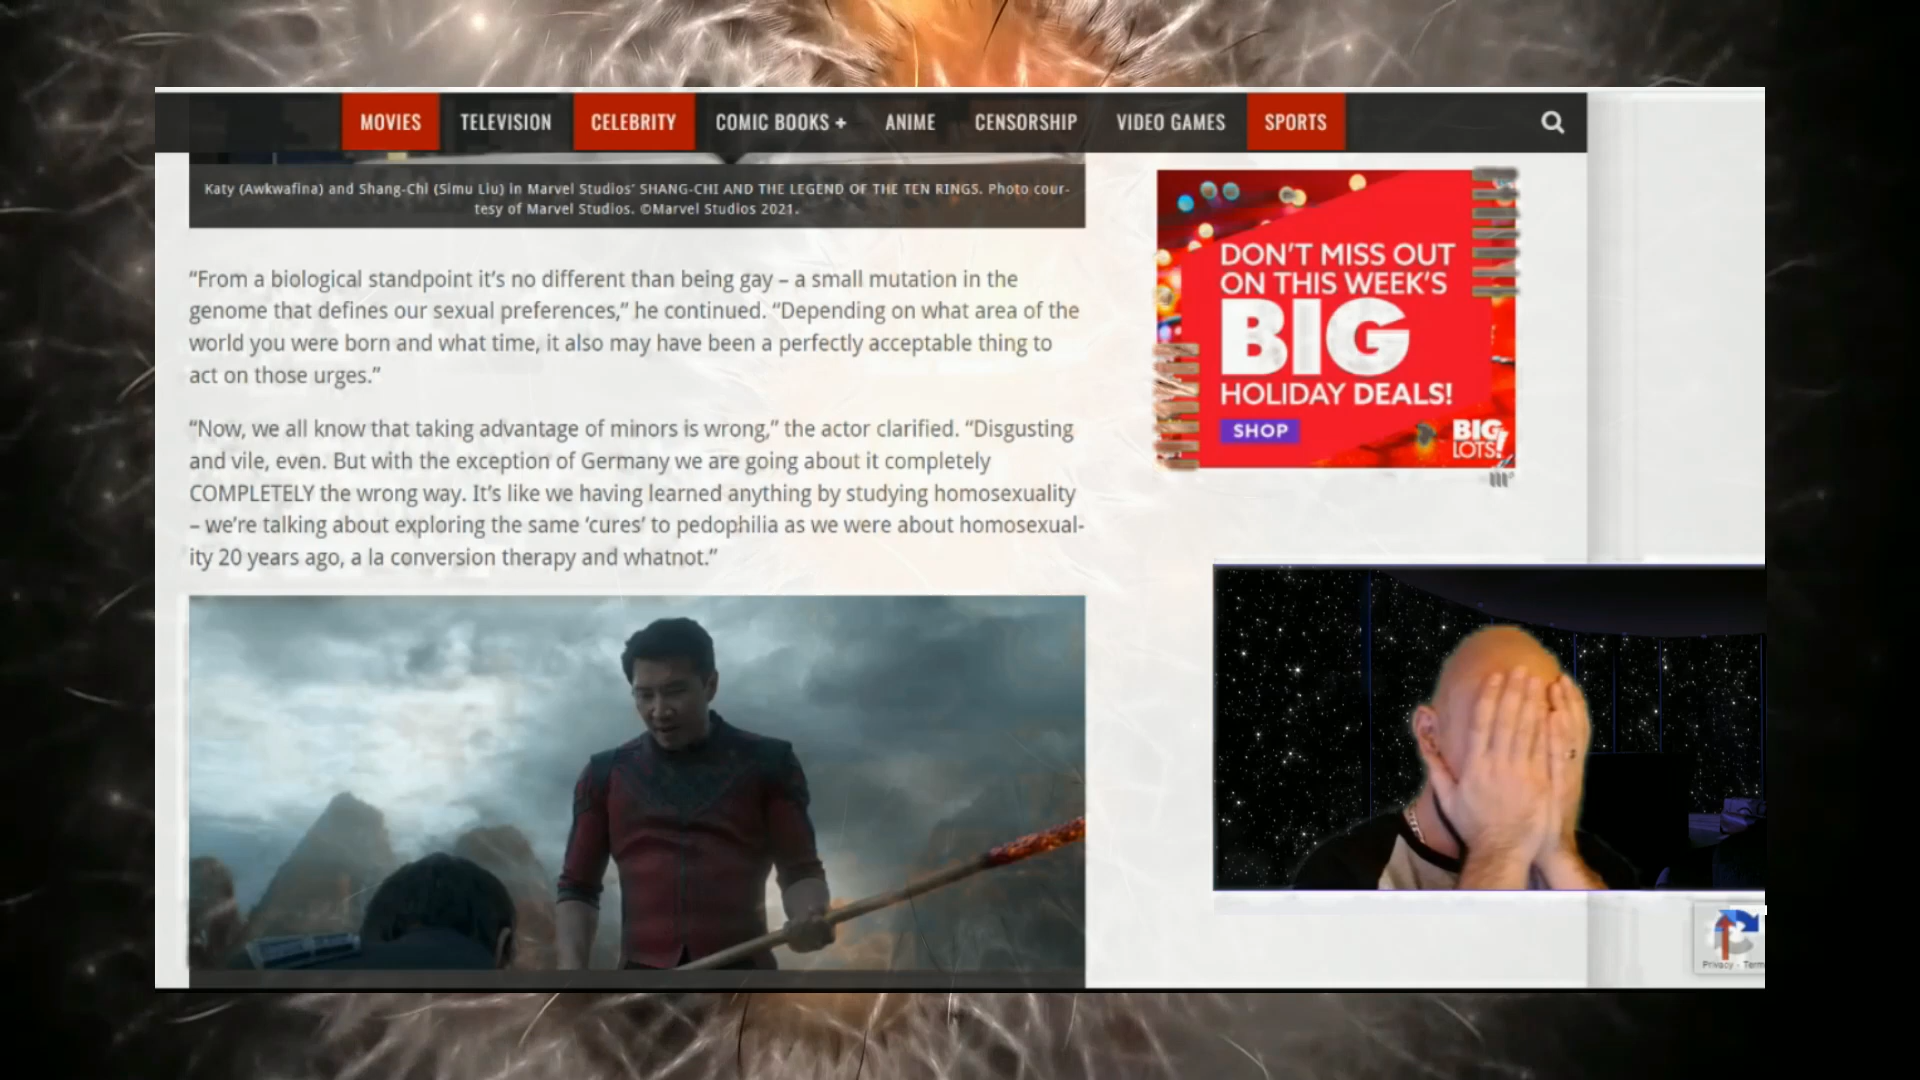 MOVIES TELEVISION CELEBRITY COMIC BOOKS + ANIME CENSORSHIP VIDEO GAMES SPORTS
Katy (Awkwafina) and Shang-Chi (Simu Liu) in Marvel Studios' SHANG-CHI AND THE LEGEND OF THE TEN RINGS. Photo cour-
tesy of Marvel Studios. ©Marvel Studios 2021.
“From a biological standpoint it’s no different than being gay – a small mutation in the
genome that defines our sexual preferences,” he continued. “Depending on what area of the
world you were born and what time, it also may have been a perfectly acceptable thing to
act on those urges.”
“Now, we all know that taking advantage of minors is wrong,” the actor clarified. “Disgusting
and vile, even. But with the exception of Germany we are going about it completely
COMPLETELY the wrong way. It’s like we having learned anything by studying homosexuality
– we’re talking about exploring the same ‘cures’ to pedophilia as we were about homosexual-
ity 20 years ago, a la conversion therapy and whatnot.”
DON'T MISS OUT
ON THIS WEEK'S
BIG
HOLIDAY DEALS!
SHOP
BIG
LOTS!
Privacy - Term